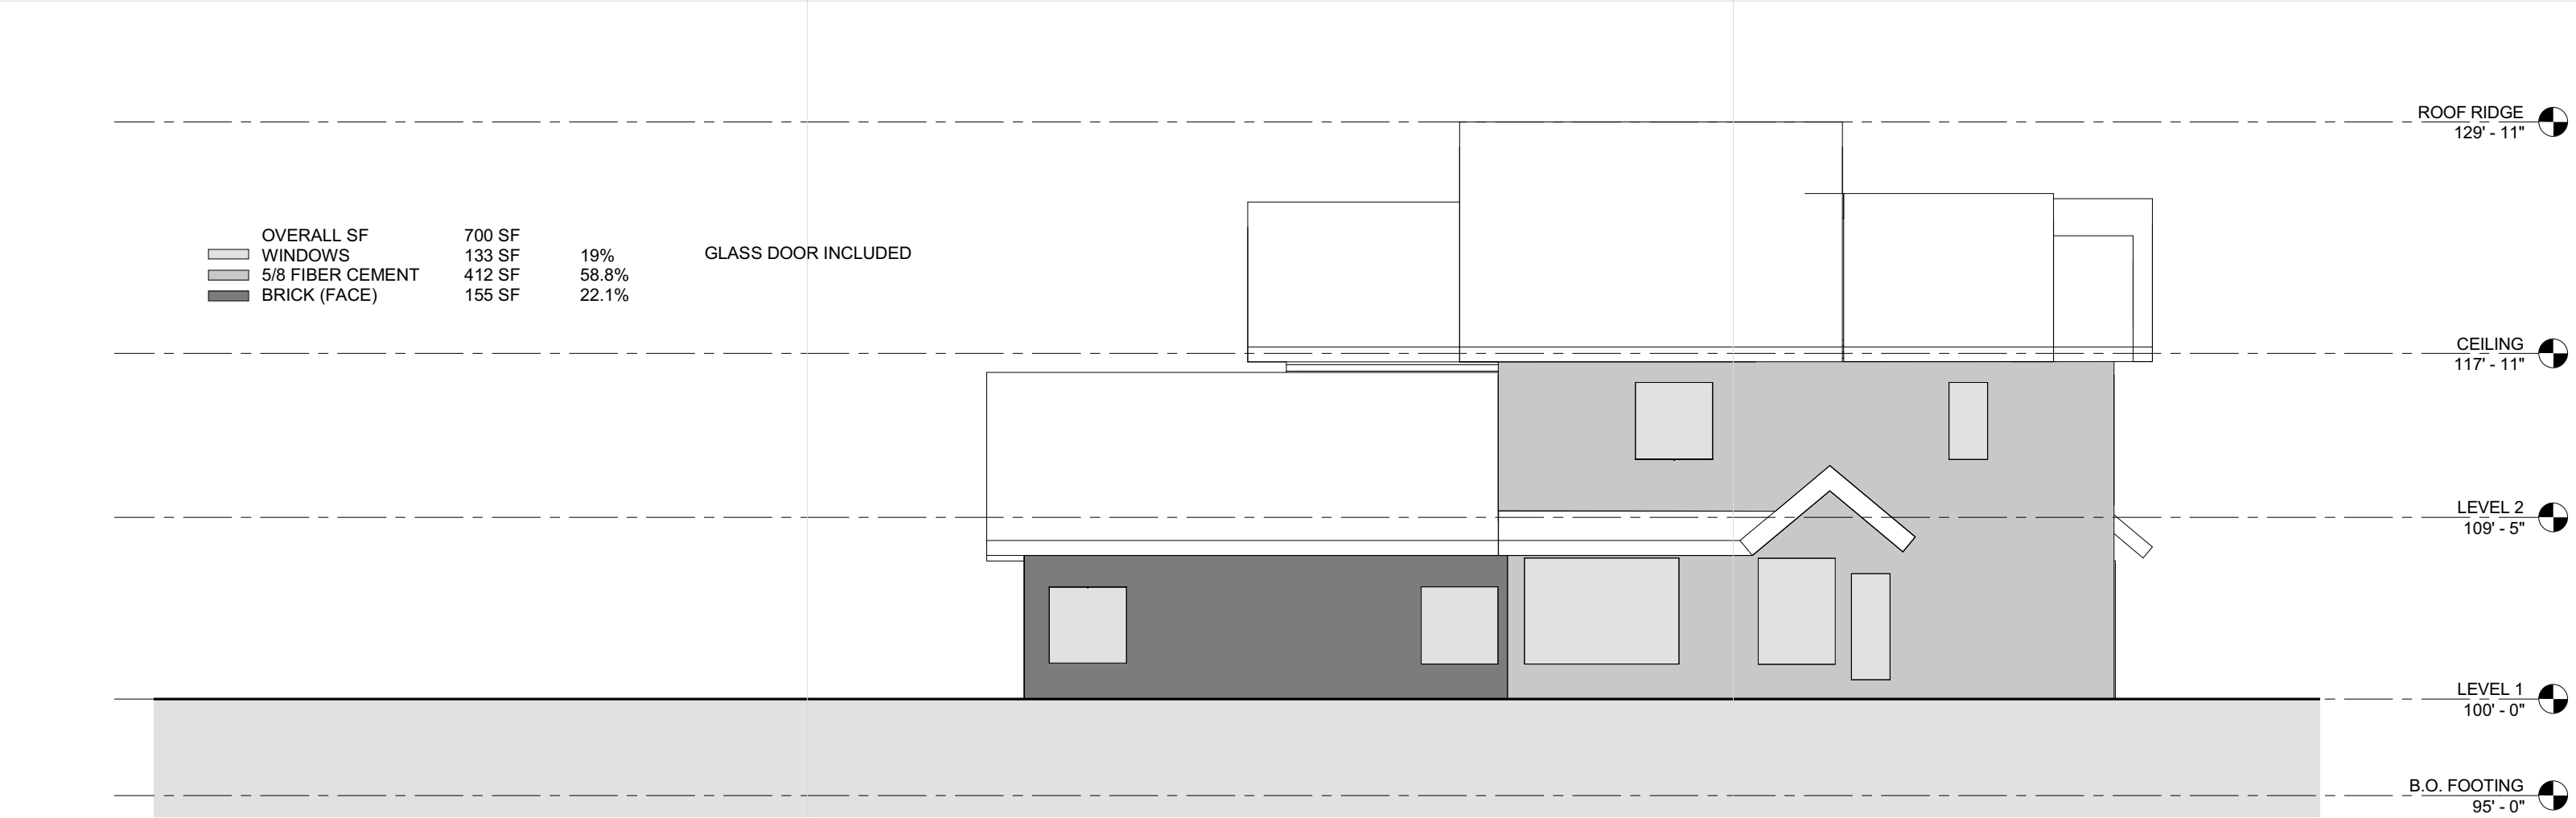 ROOF RIDGE
129' - 11"
OVERALL SF 700 SF
WINDOWS 133 SF 19% GLASS DOOR INCLUDED
5/8 FIBER CEMENT 412 SF 58.8%
BRICK (FACE) 155 SF 22.1%
CEILING
117' - 11"
LEVEL 2
109' - 5"
LEVEL 1
100' - 0"
B.O. FOOTING
95' - 0"